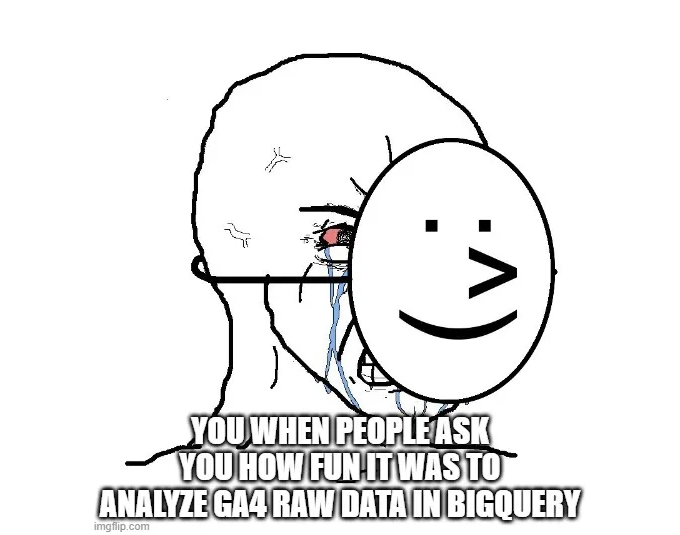 YOU WHEN PEOPLE ASK
YOU HOW FUN IT WAS TO
ANALYZE GA4 RAW DATA IN BIGQUERY
imgflip.com